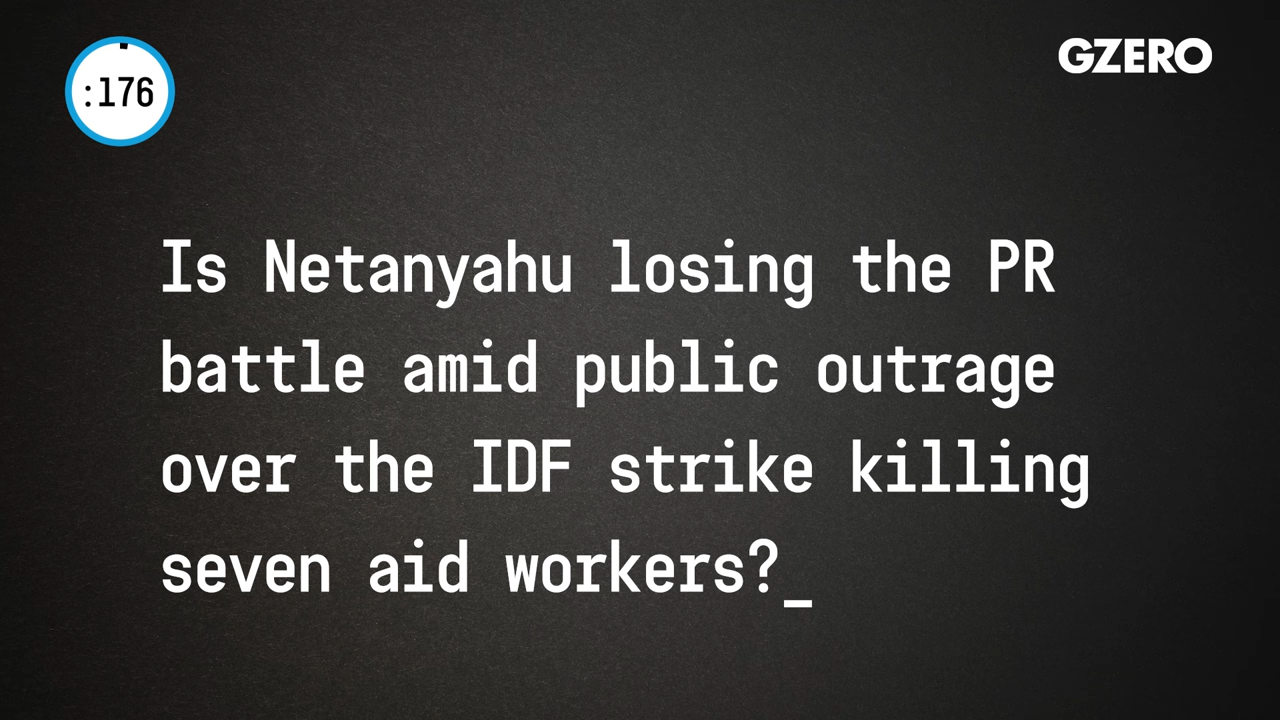 :176
GZERO
Is Netanyahu losing the PR
battle amid public outrage
over the IDF strike killing
seven aid workers?_